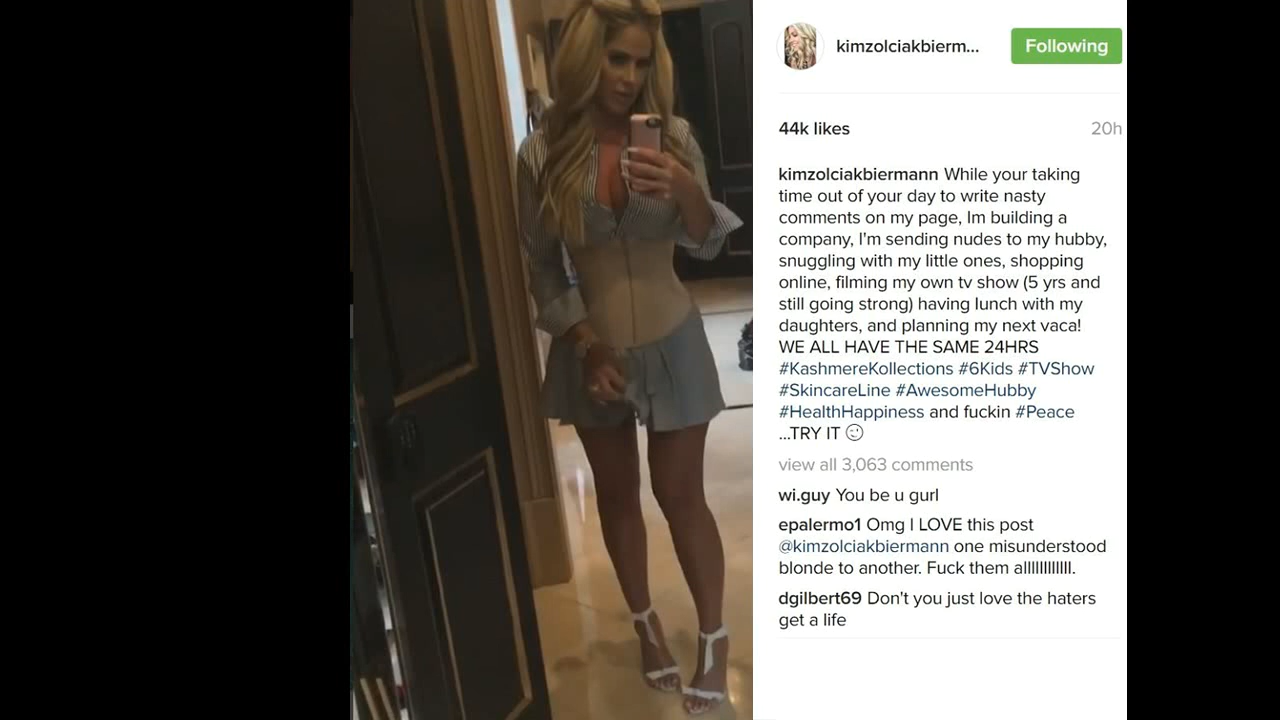 kimzolciakbierm...
Following
44k likes
20h
kimzolciakbiermann While your taking
time out of your day to write nasty
comments on my page, Im building a
company, I'm sending nudes to my hubby,
snuggling with my little ones, shopping
online, filming my own tv show (5 yrs and
still going strong) having lunch with my
daughters, and planning my next vaca!
WE ALL HAVE THE SAME 24HRS
#KashmereKollections #6Kids #TVShow
#SkincareLine #AwesomeHubby
#HealthHappiness and fuckin #Peace
...TRY IT 😉
view all 3,063 comments
wi.guy You be u gurl
epalermo1 Omg I LOVE this post
@kimzolciakbiermann one misunderstood
blonde to another. Fuck them allllllllllll.
dgilbert69 Don't you just love the haters
get a life